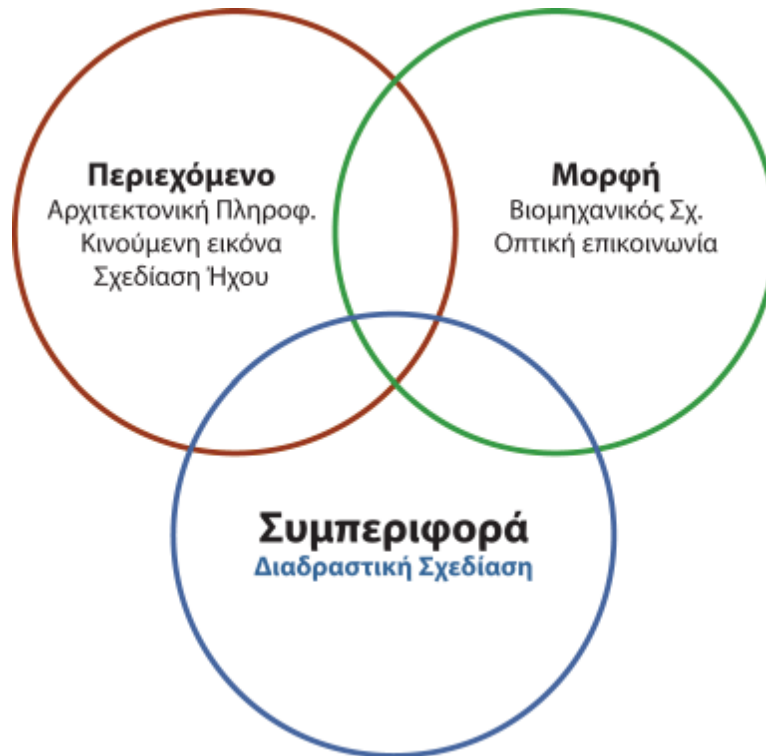 Περιεχόμενο
Αρχιτεκτονική Πληροφ.
Κινούμενη εικόνα
Σχεδίαση Ήχου
Μορφή
Βιομηχανικός Σχ.
Οπτική επικοινωνία
Συμπεριφορά
Διαδραστική Σχεδίαση